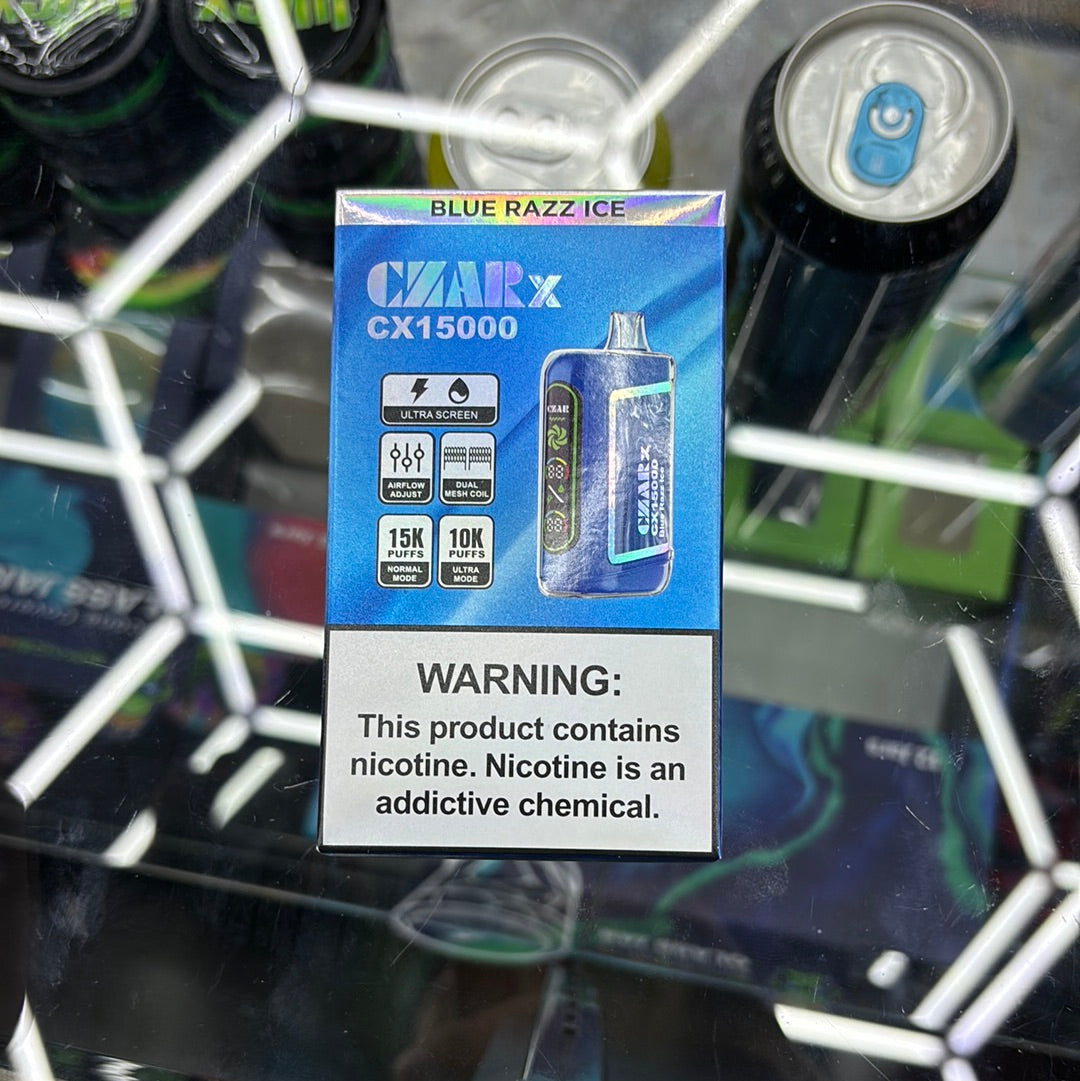 BLUE RAZZ ICE
CZARX
CX15000
ULTRA SCREEN
AIRFLOW
ADJUST
DUAL
MESH COIL
15K
PUFFS
NORMAL
MODE
10K
PUFFS
ULTRA
MODE
CZAR
CZARX
CX15000
Blue Razz Ice
WARNING:
This product contains
nicotine. Nicotine is an
addictive chemical.